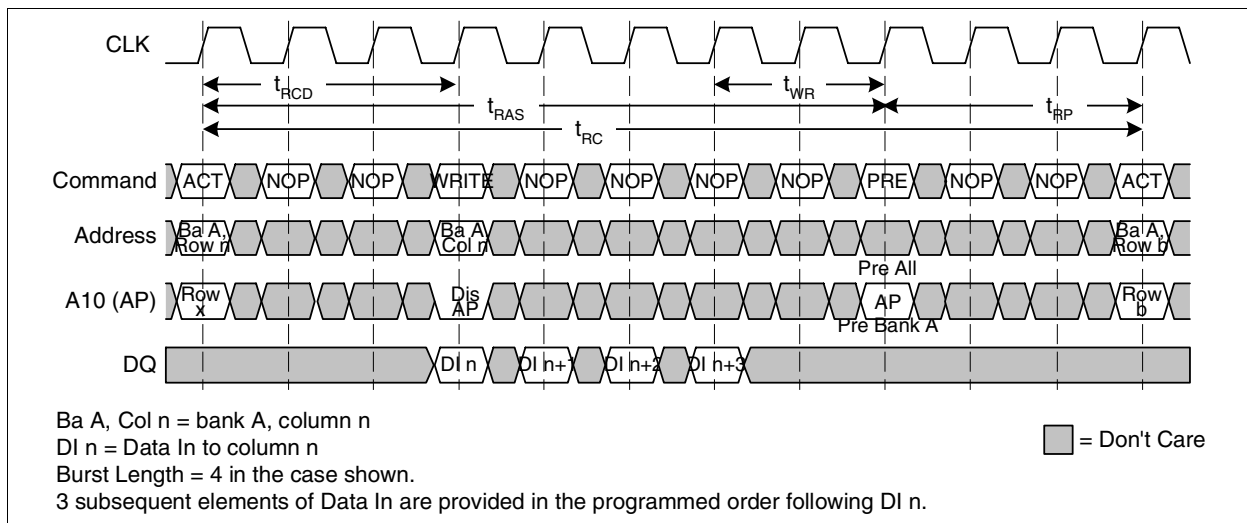 CLK
tRCD
tWR
tRAS
tRP
tRC
Command ACT NOP NOP WRITE NOP NOP NOP NOP PRE NOP NOP ACT
Address Ba A, Row n Ba A, Col n Ba A, Row b
Pre All
A10 (AP) Row x Dis AP AP Row b
Pre Bank A
DQ DI n DI n+1 DI n+2 DI n+3
Ba A, Col n = bank A, column n
DI n = Data In to column n
Burst Length = 4 in the case shown.
3 subsequent elements of Data In are provided in the programmed order following DI n.
= Don't Care